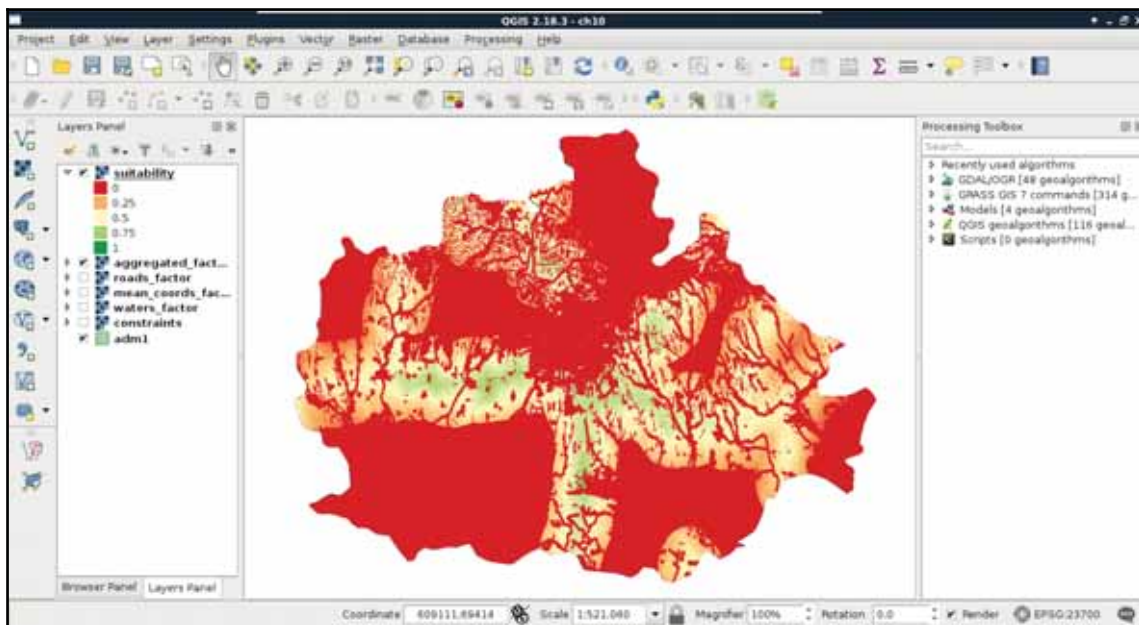 QGIS 2.18.3 - ch10
Project Edit View Layer Settings Plugins Vector Raster Database Processing Help
Layers Panel
suitability
0
0.25
0.5
0.75
1
aggregated_fact...
roads_factor
mean_coords_fac...
waters_factor
constraints
adm1
Browser Panel Layers Panel
Processing Toolbox
Search...
Recently used algorithms
GDAL/OGR [48 geoalgorithms]
GRASS GIS 7 commands [314 g...
Models [4 geoalgorithms]
QGIS geoalgorithms [116 geoal...
Scripts [0 geoalgorithms]
Coordinate 609111,69414 Scale 1:521.060 Magnifier 100% Rotation 0.0 Render EPSG:23700